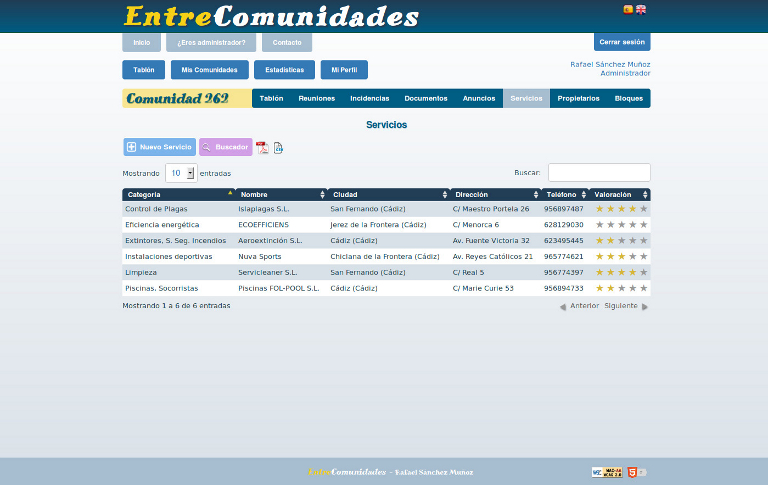 EntreComunidades
Inicio ¿Eres administrador? Contacto Cerrar sesión
Tablón Mis Comunidades Estadísticas Mi Perfil
Rafael Sánchez Muñoz
Administrador
Comunidad 262 Tablón Reuniones Incidencias Documentos Anuncios Servicios Propietarios Bloques
Servicios
Nuevo Servicio Buscador
Mostrando 10 entradas Buscar:
Categoría Nombre Ciudad Dirección Teléfono Valoración
Control de Plagas Islaplagas S.L. San Fernando (Cádiz) C/ Maestro Portela 26 956897487
Eficiencia energética ECOEFFICIENS Jerez de la Frontera (Cádiz) C/ Menorca 6 628129030
Extintores, S. Seg. Incendios Aeroextinción S.L. Cádiz (Cádiz) Av. Fuente Victoria 32 623495445
Instalaciones deportivas Nuva Sports Chiclana de la Frontera (Cádiz) Av. Reyes Católicos 21 965774621
Limpieza Servicleaner S.L. San Fernando (Cádiz) C/ Real 5 956774397
Piscinas, Socorristas Piscinas FOL-POOL S.L. Cádiz (Cádiz) C/ Marie Curie 53 956894733
Mostrando 1 a 6 de 6 entradas Anterior Siguiente
EntreComunidades - Rafael Sánchez Muñoz